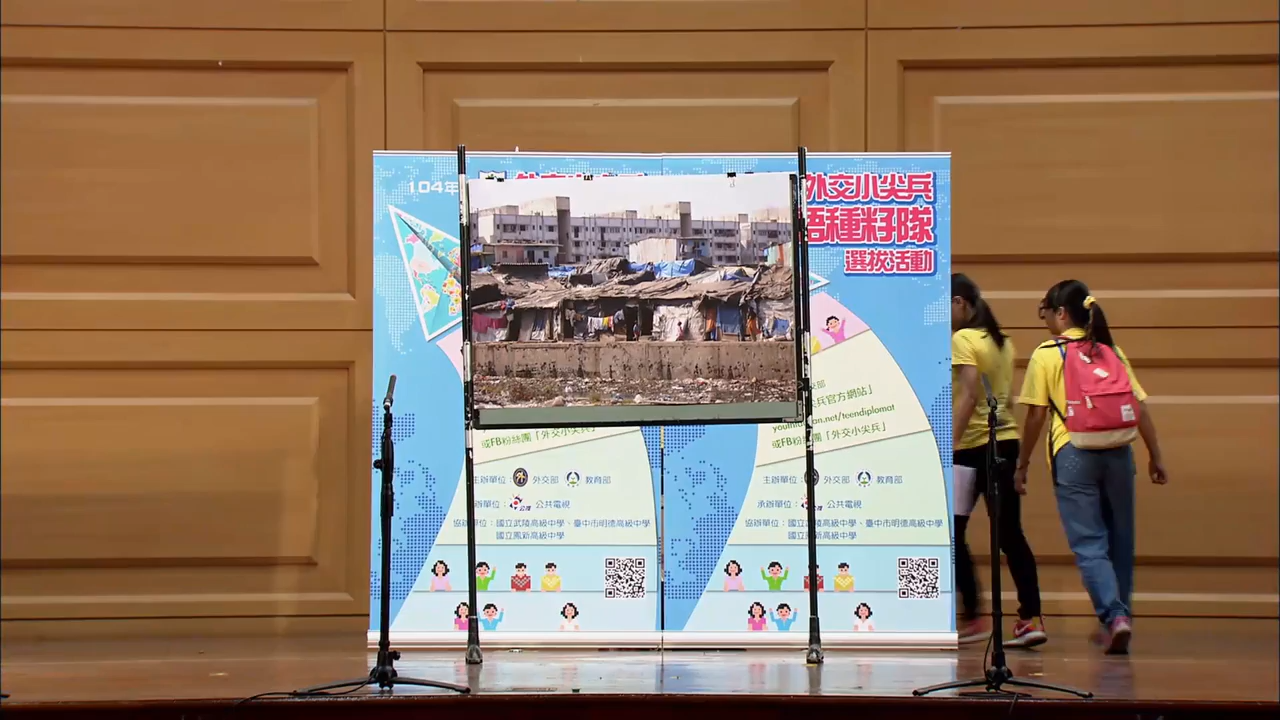 104年
外交小尖兵
語種籽隊
選拔活動
交部
尖兵官方網站」
youthtaiwan.net/teendiplomat
或FB粉絲團「外交小尖兵」
或FB粉絲團「外交小尖兵」
主辦單位： 外交部 教育部
承辦單位： 公視 公共電視
協辦單位：國立武陵高級中學、臺中市明德高級中學
國立鳳新高級中學
主辦單位： 外交部 教育部
承辦單位： 公視 公共電視
協辦單位：國立武陵高級中學、臺中市明德高級中學
國立鳳新高級中學